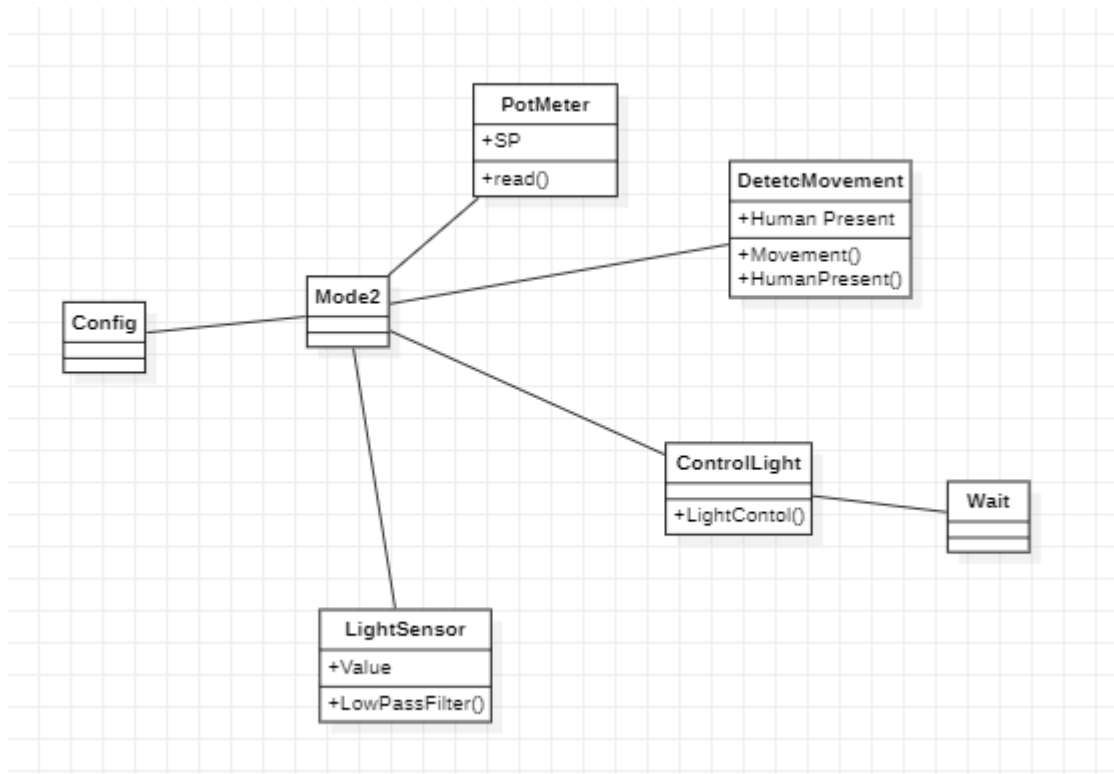 PotMeter
+SP
+read()
DetetcMovement
+Human Present
+Movement()
+HumanPresent()
Mode2
Config
ControlLight
+LightContol()
Wait
LightSensor
+Value
+LowPassFilter()